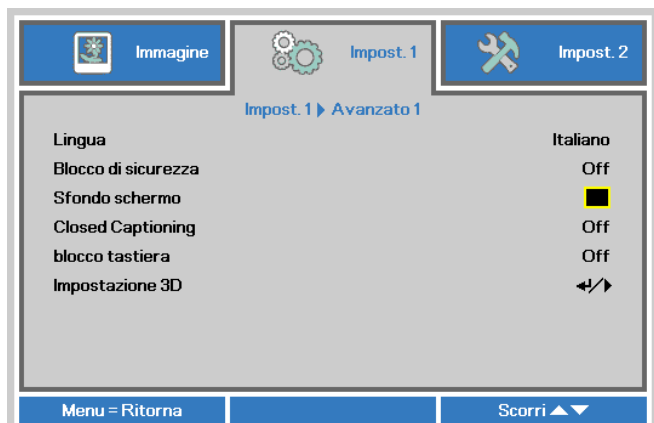 Immagine Impost. 1 Impost. 2
Impost. 1 Avanzato 1
Lingua Italiano
Blocco di sicurezza Off
Sfondo schermo
Closed Captioning Off
blocco tastiera Off
Impostazione 3D /
Menu = Ritorna Scorri